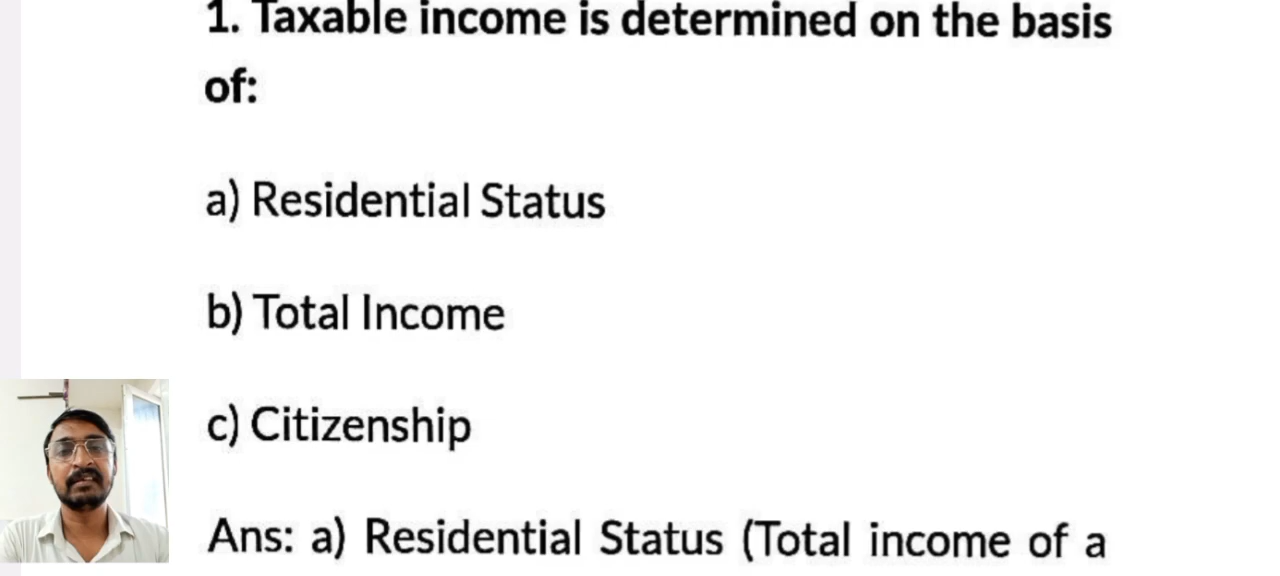 1. Taxable income is determined on the basis
of:
a) Residential Status
b) Total Income
c) Citizenship
Ans: a) Residential Status (Total income of a